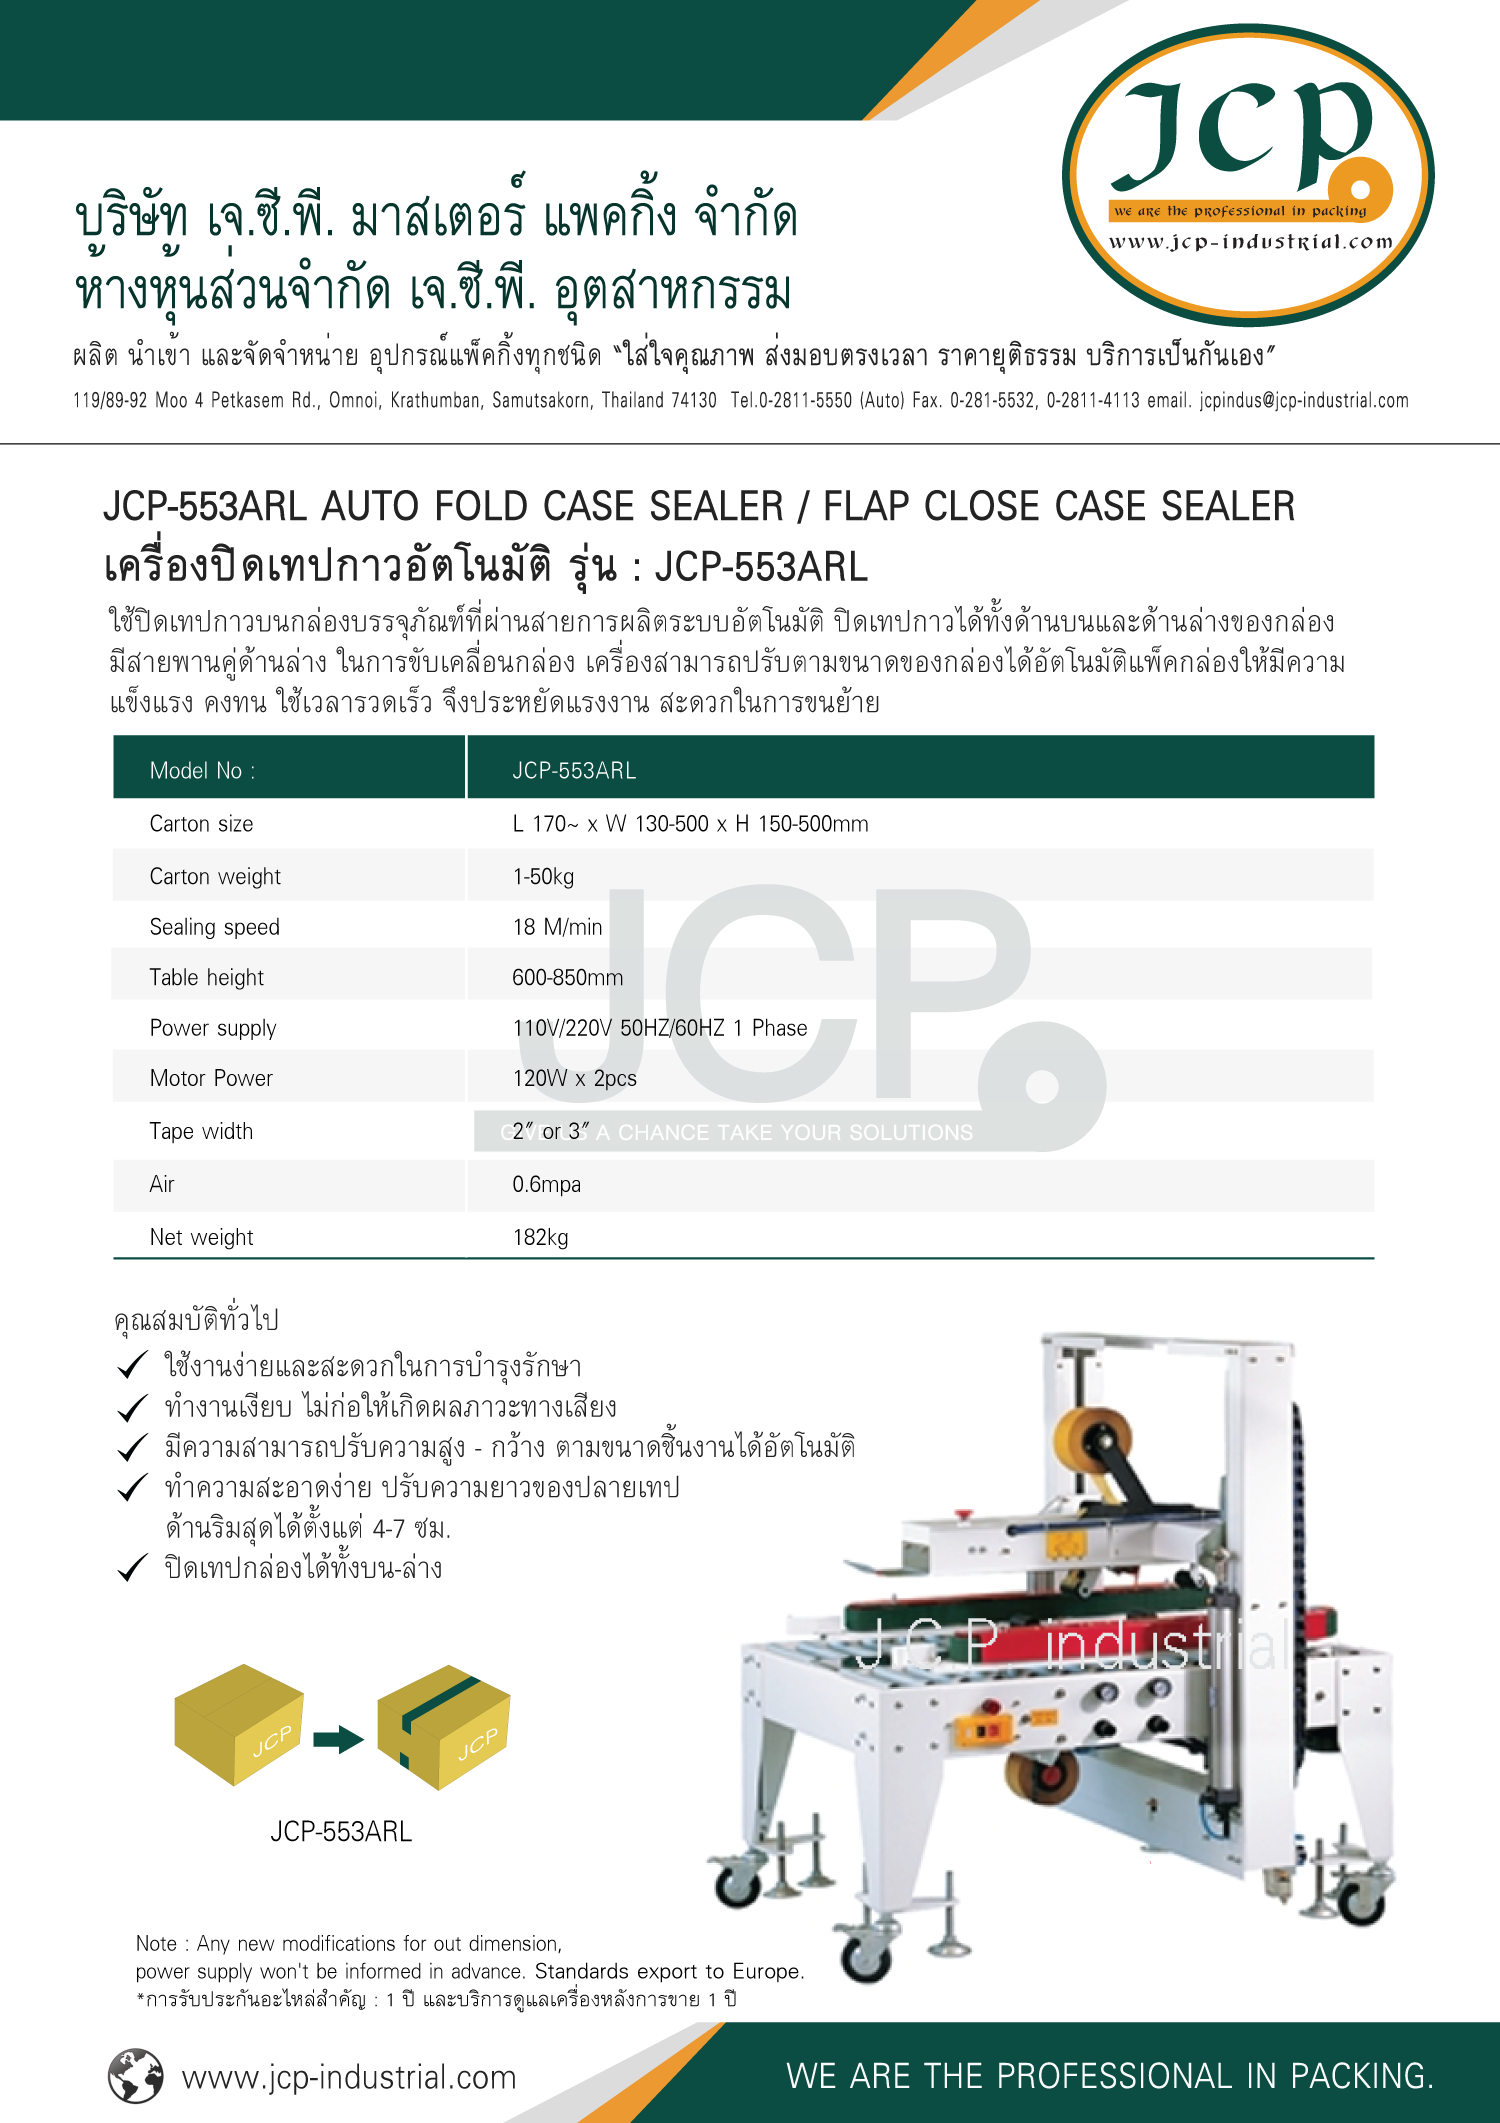 JCP
we are the professional in packing
www.jcp-industrial.com
บริษัท เจ.ซี.พี. มาสเตอร์ แพคกิ้ง จำกัด
ห้างหุ้นส่วนจำกัด เจ.ซี.พี. อุตสาหกรรม
ผลิต นำเข้า และจัดจำหน่าย อุปกรณ์แพ็คกิ้งทุกชนิด "ใส่ใจคุณภาพ ส่งมอบตรงเวลา ราคายุติธรรม บริการเป็นกันเอง"
119/89-92 Moo 4 Petkasem Rd., Omnoi, Krathumban, Samutsakorn, Thailand 74130 Tel.0-2811-5550 (Auto) Fax. 0-281-5532, 0-2811-4113 email. jcpindus@jcp-industrial.com
JCP-553ARL AUTO FOLD CASE SEALER / FLAP CLOSE CASE SEALER
เครื่องปิดเทปกาวอัตโนมัติ รุ่น : JCP-553ARL
ใช้ปิดเทปกาวบนกล่องบรรจุภัณฑ์ที่ผ่านสายการผลิตระบบอัตโนมัติ ปิดเทปกาวได้ทั้งด้านบนและด้านล่างของกล่อง
มีสายพานคู่ด้านล่าง ในการขับเคลื่อนกล่อง เครื่องสามารถปรับตามขนาดของกล่องได้อัตโนมัติแพ็คกล่องให้มีความ
แข็งแรง คงทน ใช้เวลารวดเร็ว จึงประหยัดแรงงาน สะดวกในการขนย้าย
Model No : JCP-553ARL
Carton size L 170~ x W 130-500 x H 150-500mm
Carton weight 1-50kg
Sealing speed 18 M/min
Table height 600-850mm
Power supply 110V/220V 50HZ/60HZ 1 Phase
Motor Power 120W x 2pcs
Tape width 2" or 3"
Air 0.6mpa
Net weight 182kg
JCP
GIVE US A CHANCE TAKE YOUR SOLUTIONS
คุณสมบัติทั่วไป
ใช้งานง่ายและสะดวกในการบำรุงรักษา
ทำงานเงียบ ไม่ก่อให้เกิดผลภาวะทางเสียง
มีความสามารถปรับความสูง - กว้าง ตามขนาดชิ้นงานได้อัตโนมัติ
ทำความสะอาดง่าย ปรับความยาวของปลายเทป
ด้านริมสุดได้ตั้งแต่ 4-7 ซม.
ปิดเทปกล่องได้ทั้งบน-ล่าง
J.C.P industrial
JCP
JCP
JCP-553ARL
Note : Any new modifications for out dimension,
power supply won't be informed in advance. Standards export to Europe.
*การรับประกันอะไหล่สำคัญ : 1 ปี และบริการดูแลเครื่องหลังการขาย 1 ปี
www.jcp-industrial.com
WE ARE THE PROFESSIONAL IN PACKING.